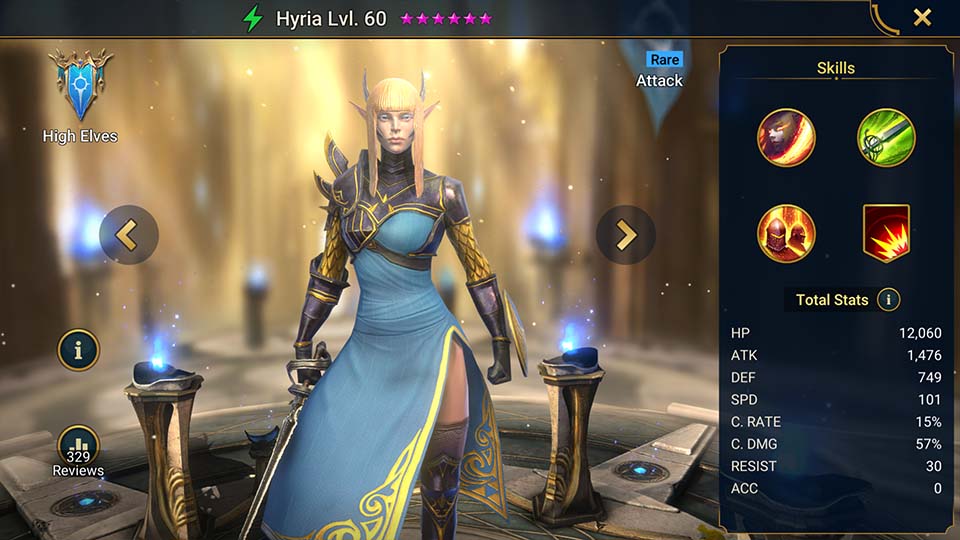 Hyria Lvl. 60
High Elves
Rare
Attack
329
Reviews
Skills
Total Stats i
HP 12,060
ATK 1,476
DEF 749
SPD 101
C. RATE 15%
C. DMG 57%
RESIST 30
ACC 0